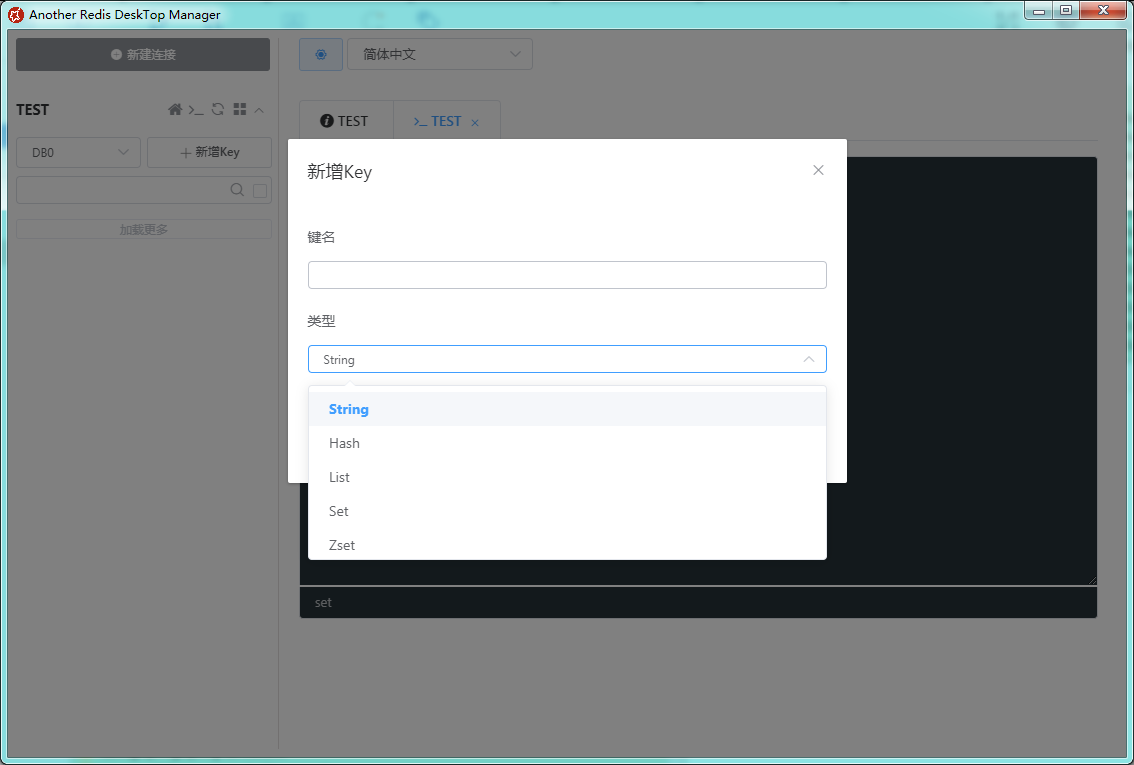 Another Redis DeskTop Manager
新建连接
简体中文
TEST
TEST
>_ TEST
DB0
新增Key
加载更多
新增Key
键名
类型
String
String
Hash
List
Set
Zset
set